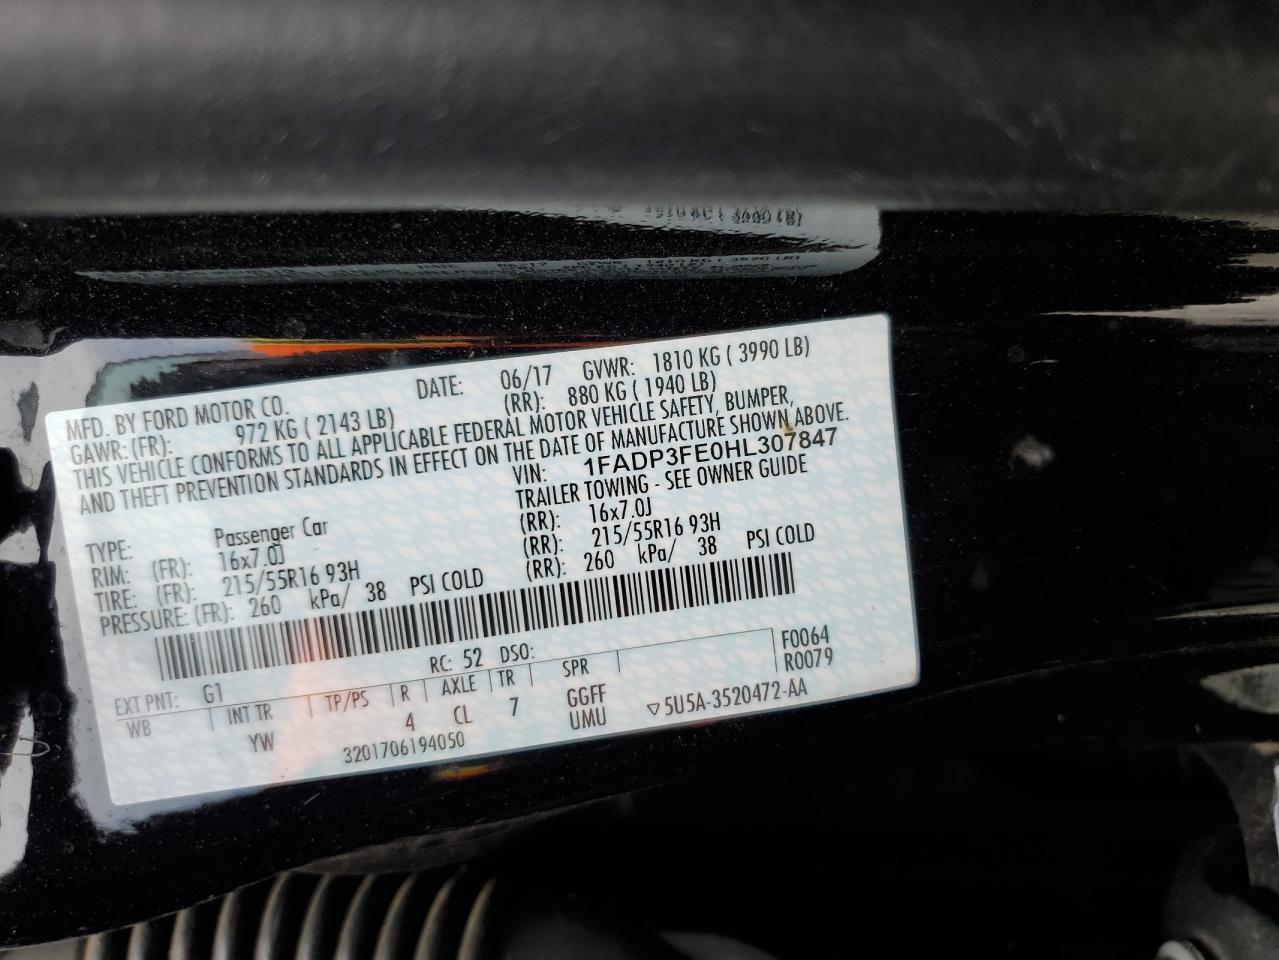 MFD. BY FORD MOTOR CO. DATE: 06/17 GVWR: 1810 KG ( 3990 LB)
GAWR: (FR): 972 KG ( 2143 LB) (RR): 880 KG ( 1940 LB)
THIS VEHICLE CONFORMS TO ALL APPLICABLE FEDERAL MOTOR VEHICLE SAFETY, BUMPER,
AND THEFT PREVENTION STANDARDS IN EFFECT ON THE DATE OF MANUFACTURE SHOWN ABOVE.
VIN: 1FADP3FE0HL307847
TYPE: Passenger Car TRAILER TOWING - SEE OWNER GUIDE
RIM: (FR): 16x7.0J (RR): 16x7.0J
TIRE: (FR): 215/55R16 93H (RR): 215/55R16 93H
PRESSURE: (FR): 260 kPa/ 38 PSI COLD (RR): 260 kPa/ 38 PSI COLD
EXT PNT: G1 RC: 52 DSO: F0064
WB INT TR TP/PS R AXLE TR SPR R0079
YW 4 CL 7 GGFF
UMU ▽5U5A-3520472-AA
3201706194050